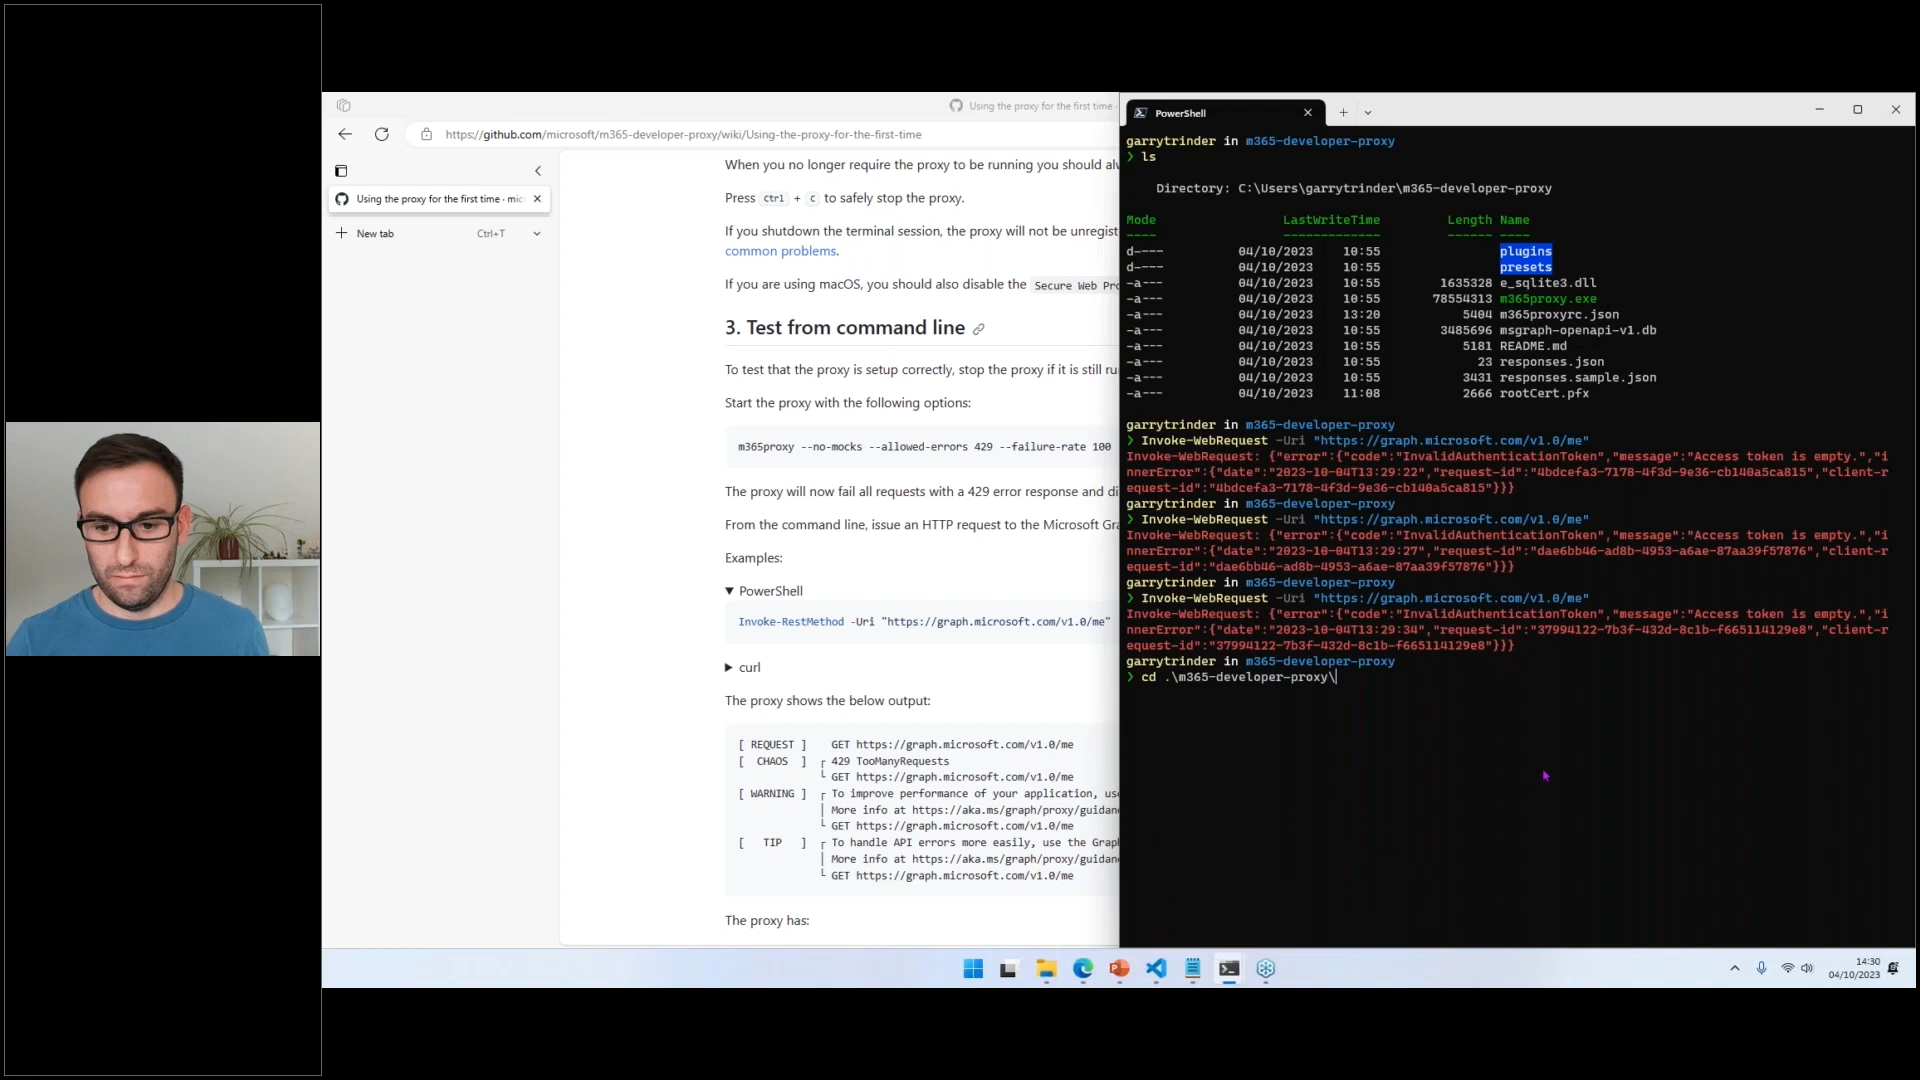 Using the proxy for the first time ·
https://github.com/microsoft/m365-developer-proxy/wiki/Using-the-proxy-for-the-first-time
Using the proxy for the first time · mic
New tab
Ctrl+T
When you no longer require the proxy to be running you should al
Press Ctrl + C to safely stop the proxy.
If you shutdown the terminal session, the proxy will not be unregist
common problems.
If you are using macOS, you should also disable the Secure Web Pro
3. Test from command line
To test that the proxy is setup correctly, stop the proxy if it is still ru
Start the proxy with the following options:
m365proxy --no-mocks --allowed-errors 429 --failure-rate 100
The proxy will now fail all requests with a 429 error response and di
From the command line, issue an HTTP request to the Microsoft Gra
Examples:
▼ PowerShell
Invoke-RestMethod -Uri "https://graph.microsoft.com/v1.0/me"
▶ curl
The proxy shows the below output:
[ REQUEST ] GET https://graph.microsoft.com/v1.0/me
[ CHAOS ] ┌ 429 TooManyRequests
└ GET https://graph.microsoft.com/v1.0/me
[ WARNING ] ┌ To improve performance of your application, use
│ More info at https://aka.ms/graph/proxy/guidan
└ GET https://graph.microsoft.com/v1.0/me
[ TIP ] ┌ To handle API errors more easily, use the Grap
│ More info at https://aka.ms/graph/proxy/guidan
└ GET https://graph.microsoft.com/v1.0/me
The proxy has:
PowerShell
garrytrinder in m365-developer-proxy
❯ ls
Directory: C:\Users\garrytrinder\m365-developer-proxy
Mode LastWriteTime Length Name
---- ------------- ------ ----
d---- 04/10/2023 10:55 plugins
d---- 04/10/2023 10:55 presets
-a--- 04/10/2023 10:55 1635328 e_sqlite3.dll
-a--- 04/10/2023 10:55 78554313 m365proxy.exe
-a--- 04/10/2023 13:20 5404 m365proxyrc.json
-a--- 04/10/2023 10:55 3485696 msgraph-openapi-v1.db
-a--- 04/10/2023 10:55 5181 README.md
-a--- 04/10/2023 10:55 23 responses.json
-a--- 04/10/2023 10:55 3431 responses.sample.json
-a--- 04/10/2023 11:08 2666 rootCert.pfx
garrytrinder in m365-developer-proxy
❯ Invoke-WebRequest -Uri "https://graph.microsoft.com/v1.0/me"
Invoke-WebRequest: {"error":{"code":"InvalidAuthenticationToken","message":"Access token is empty.","i
nnerError":{"date":"2023-10-04T13:29:22","request-id":"4bdcefa3-7178-4f3d-9e36-cb140a5ca815","client-r
equest-id":"4bdcefa3-7178-4f3d-9e36-cb140a5ca815"}}}
garrytrinder in m365-developer-proxy
❯ Invoke-WebRequest -Uri "https://graph.microsoft.com/v1.0/me"
Invoke-WebRequest: {"error":{"code":"InvalidAuthenticationToken","message":"Access token is empty.","i
nnerError":{"date":"2023-10-04T13:29:27","request-id":"dae6bb46-ad8b-4953-a6ae-87aa39f57876","client-r
equest-id":"dae6bb46-ad8b-4953-a6ae-87aa39f57876"}}}
garrytrinder in m365-developer-proxy
❯ Invoke-WebRequest -Uri "https://graph.microsoft.com/v1.0/me"
Invoke-WebRequest: {"error":{"code":"InvalidAuthenticationToken","message":"Access token is empty.","i
nnerError":{"date":"2023-10-04T13:29:34","request-id":"37994122-7b3f-432d-8c1b-f665114129e8","client-r
equest-id":"37994122-7b3f-432d-8c1b-f665114129e8"}}}
garrytrinder in m365-developer-proxy
❯ cd .\m365-developer-proxy\
14:30
04/10/2023